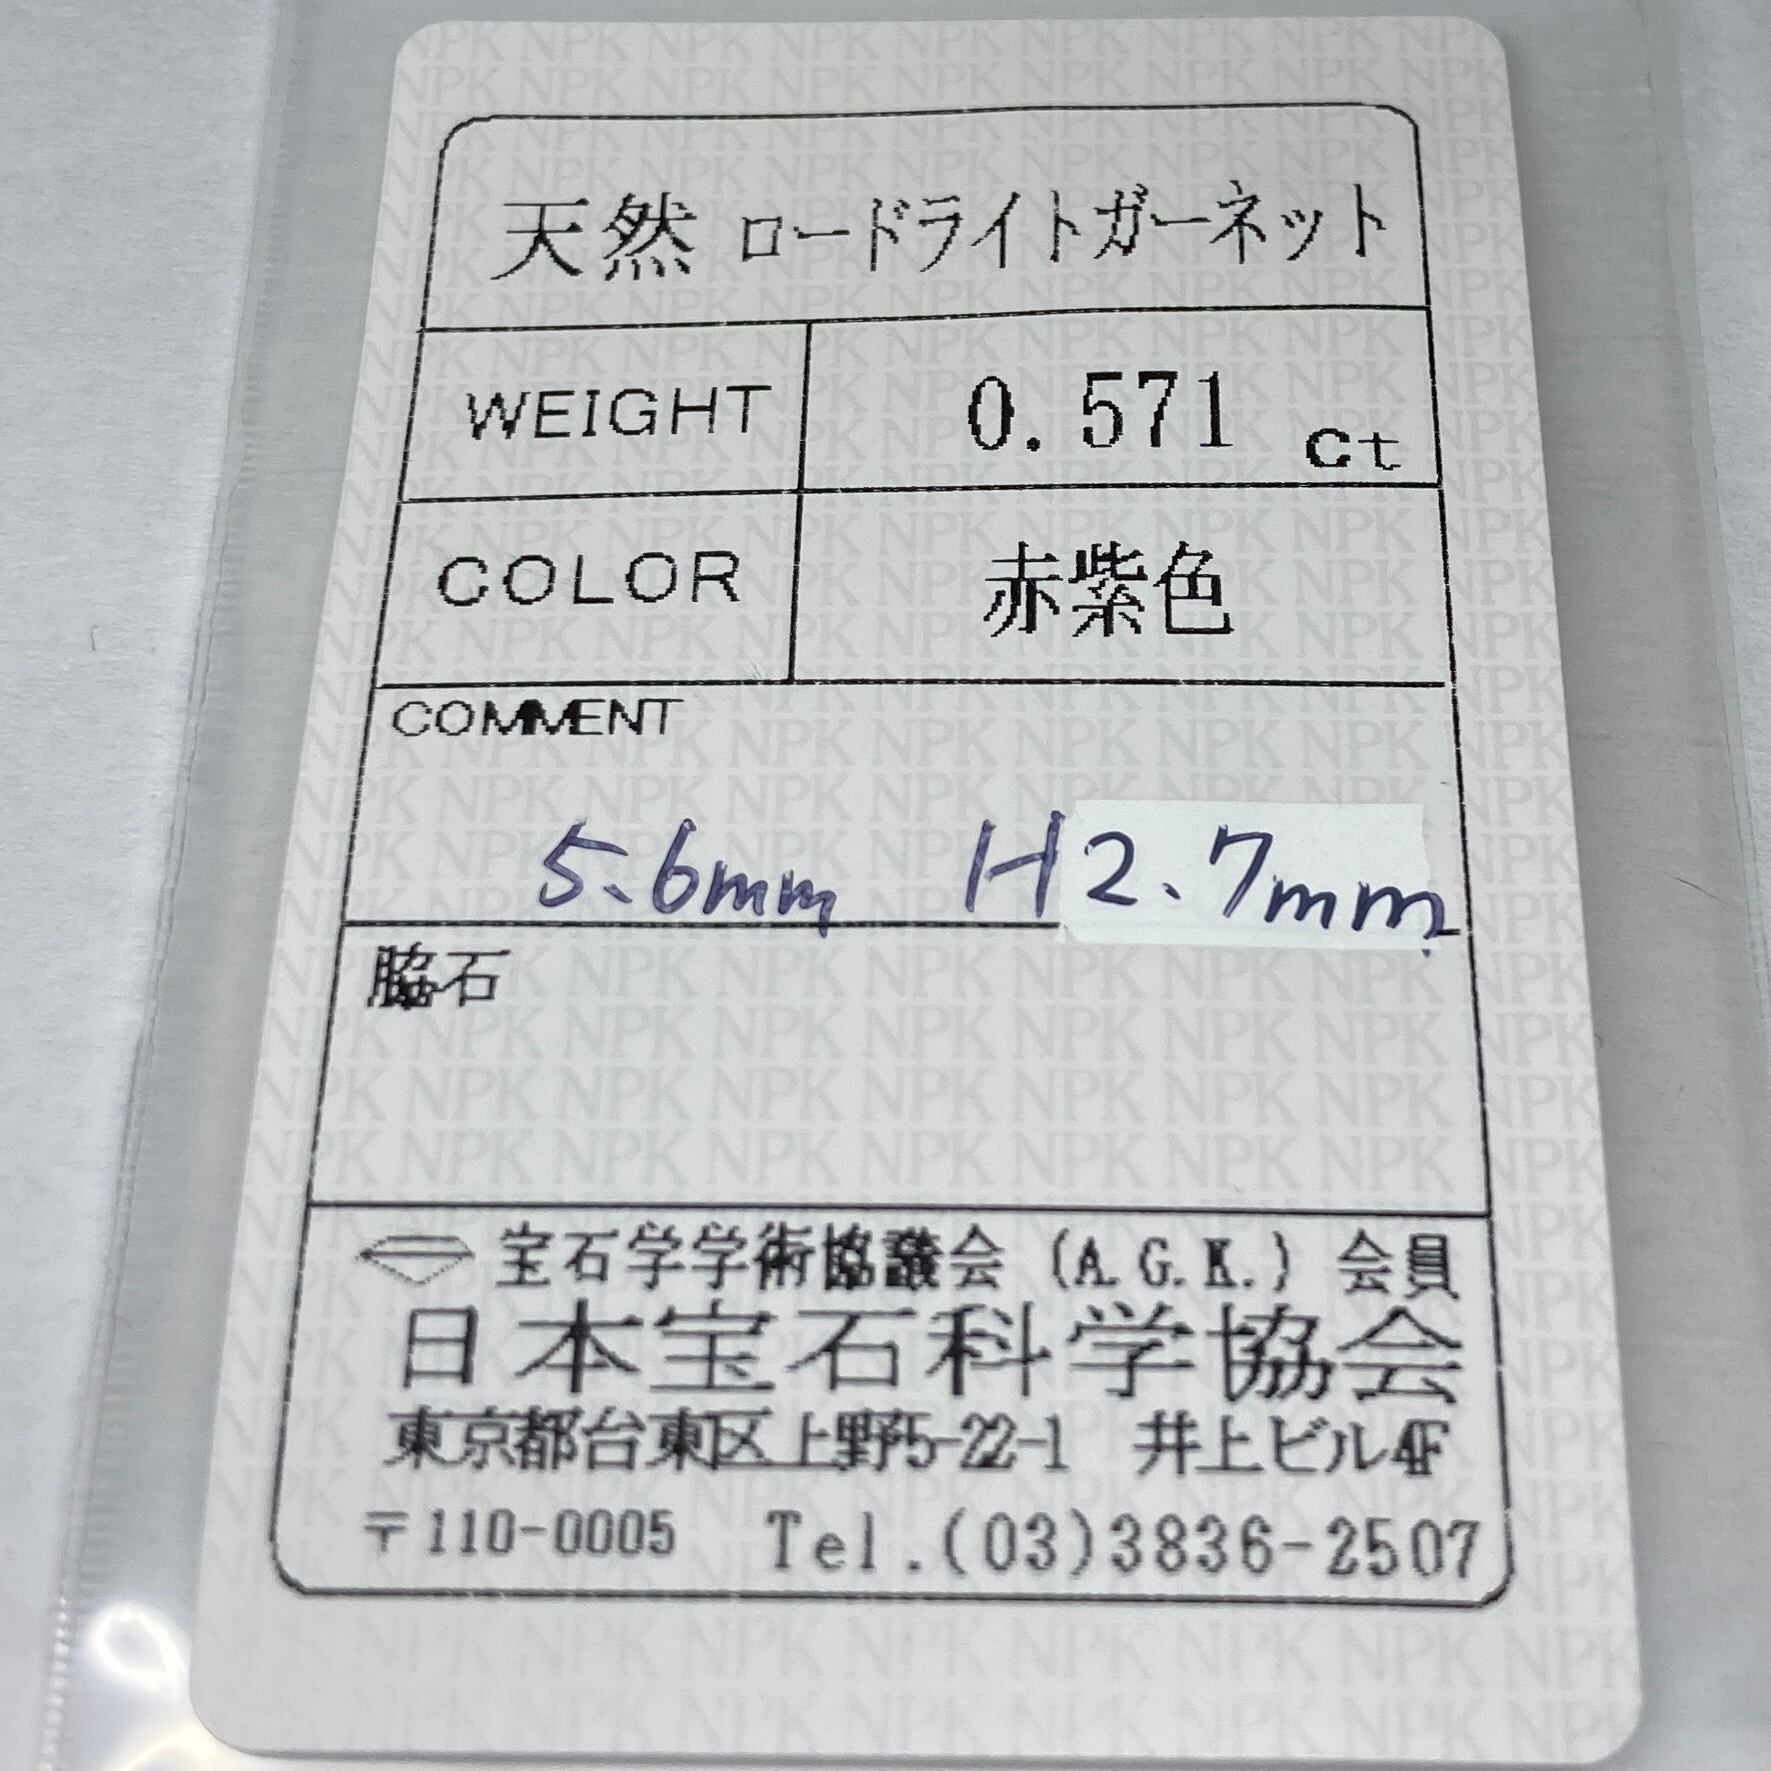 天然 ロードライトガーネット
WEIGHT 0.571 ct
COLOR 赤紫色
COMMENT
5.6mm H2.7mm
脇石
宝石学学術協議会 (A.G.K.) 会員
日本宝石科学協会
東京都台東区上野5-22-1 井上ビル4F
〒110-0005 Tel.(03)3836-2507